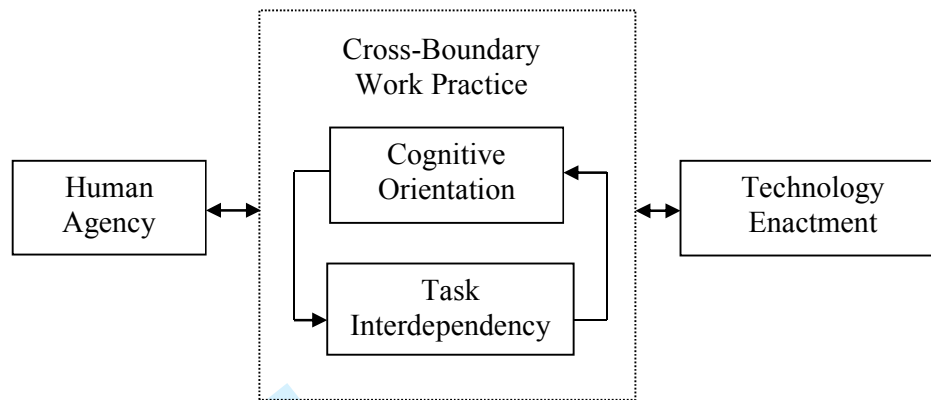 Cross-Boundary
Work Practice
Human
Agency
Cognitive
Orientation
Task
Interdependency
Technology
Enactment